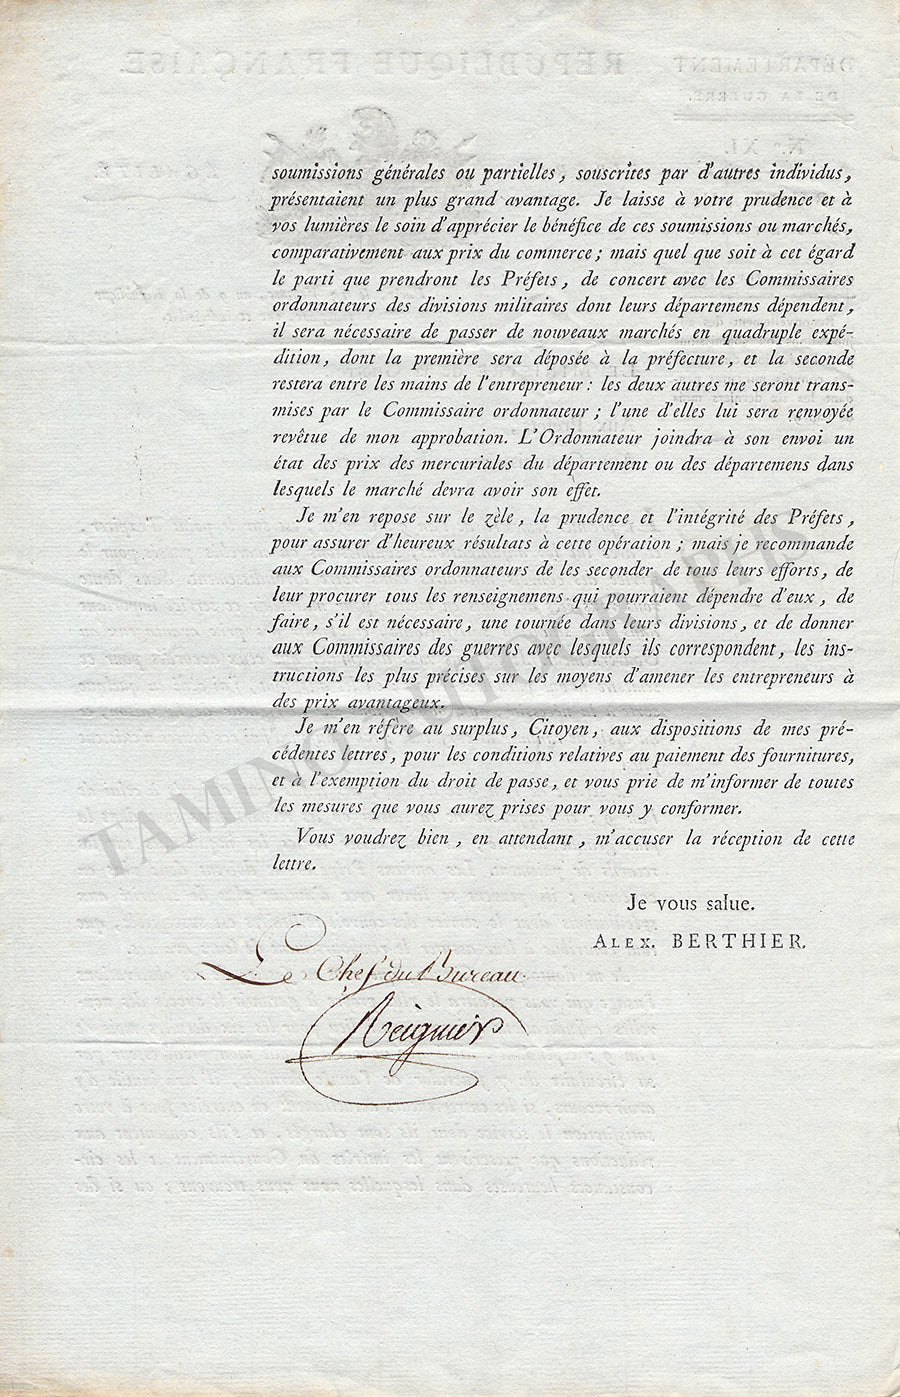 soumissions générales ou partielles, souscrites par d'autres individus,
présentaient un plus grand avantage. Je laisse à votre prudence et à
vos lumières le soin d'apprécier le bénéfice de ces soumissions ou marchés,
comparativement aux prix du commerce; mais quel que soit à cet égard
le parti que prendront les Préfets, de concert avec les Commissaires
ordonnateurs des divisions militaires dont leurs départemens dépendent,
il sera nécessaire de passer de nouveaux marchés en quadruple expé-
dition, dont la première sera déposée à la préfecture, et la seconde
restera entre les mains de l'entrepreneur: les deux autres me seront trans-
mises par le Commissaire ordonnateur; l'une d'elles lui sera renvoyée
revêtue de mon approbation. L'Ordonnateur joindra à son envoi un
état des prix des mercuriales du département ou des départemens dans
lesquels le marché devra avoir son effet.
Je m'en repose sur le zèle, la prudence et l'intégrité des Préfets,
pour assurer d'heureux résultats à cette opération; mais je recommande
aux Commissaires ordonnateurs de les seconder de tous leurs efforts, de
leur procurer tous les renseignemens qui pourraient dépendre d'eux, de
faire, s'il est nécessaire, une tournée dans leurs divisions, et de donner
aux Commissaires des guerres avec lesquels ils correspondent, les ins-
tructions les plus précises sur les moyens d'amener les entrepreneurs à
des prix avantageux.
Je m'en réfère au surplus, Citoyen, aux dispositions de mes pré-
cédentes lettres, pour les conditions relatives au paiement des fournitures,
et à l'exemption du droit de passe, et vous prie de m'informer de toutes
les mesures que vous aurez prises pour vous y conformer.
Vous voudrez bien, en attendant, m'accuser la réception de cette
lettre.
Je vous salue.
ALEX. BERTHIER.
Le Chef du Bureau
TAMINO AUTOGRAPHS